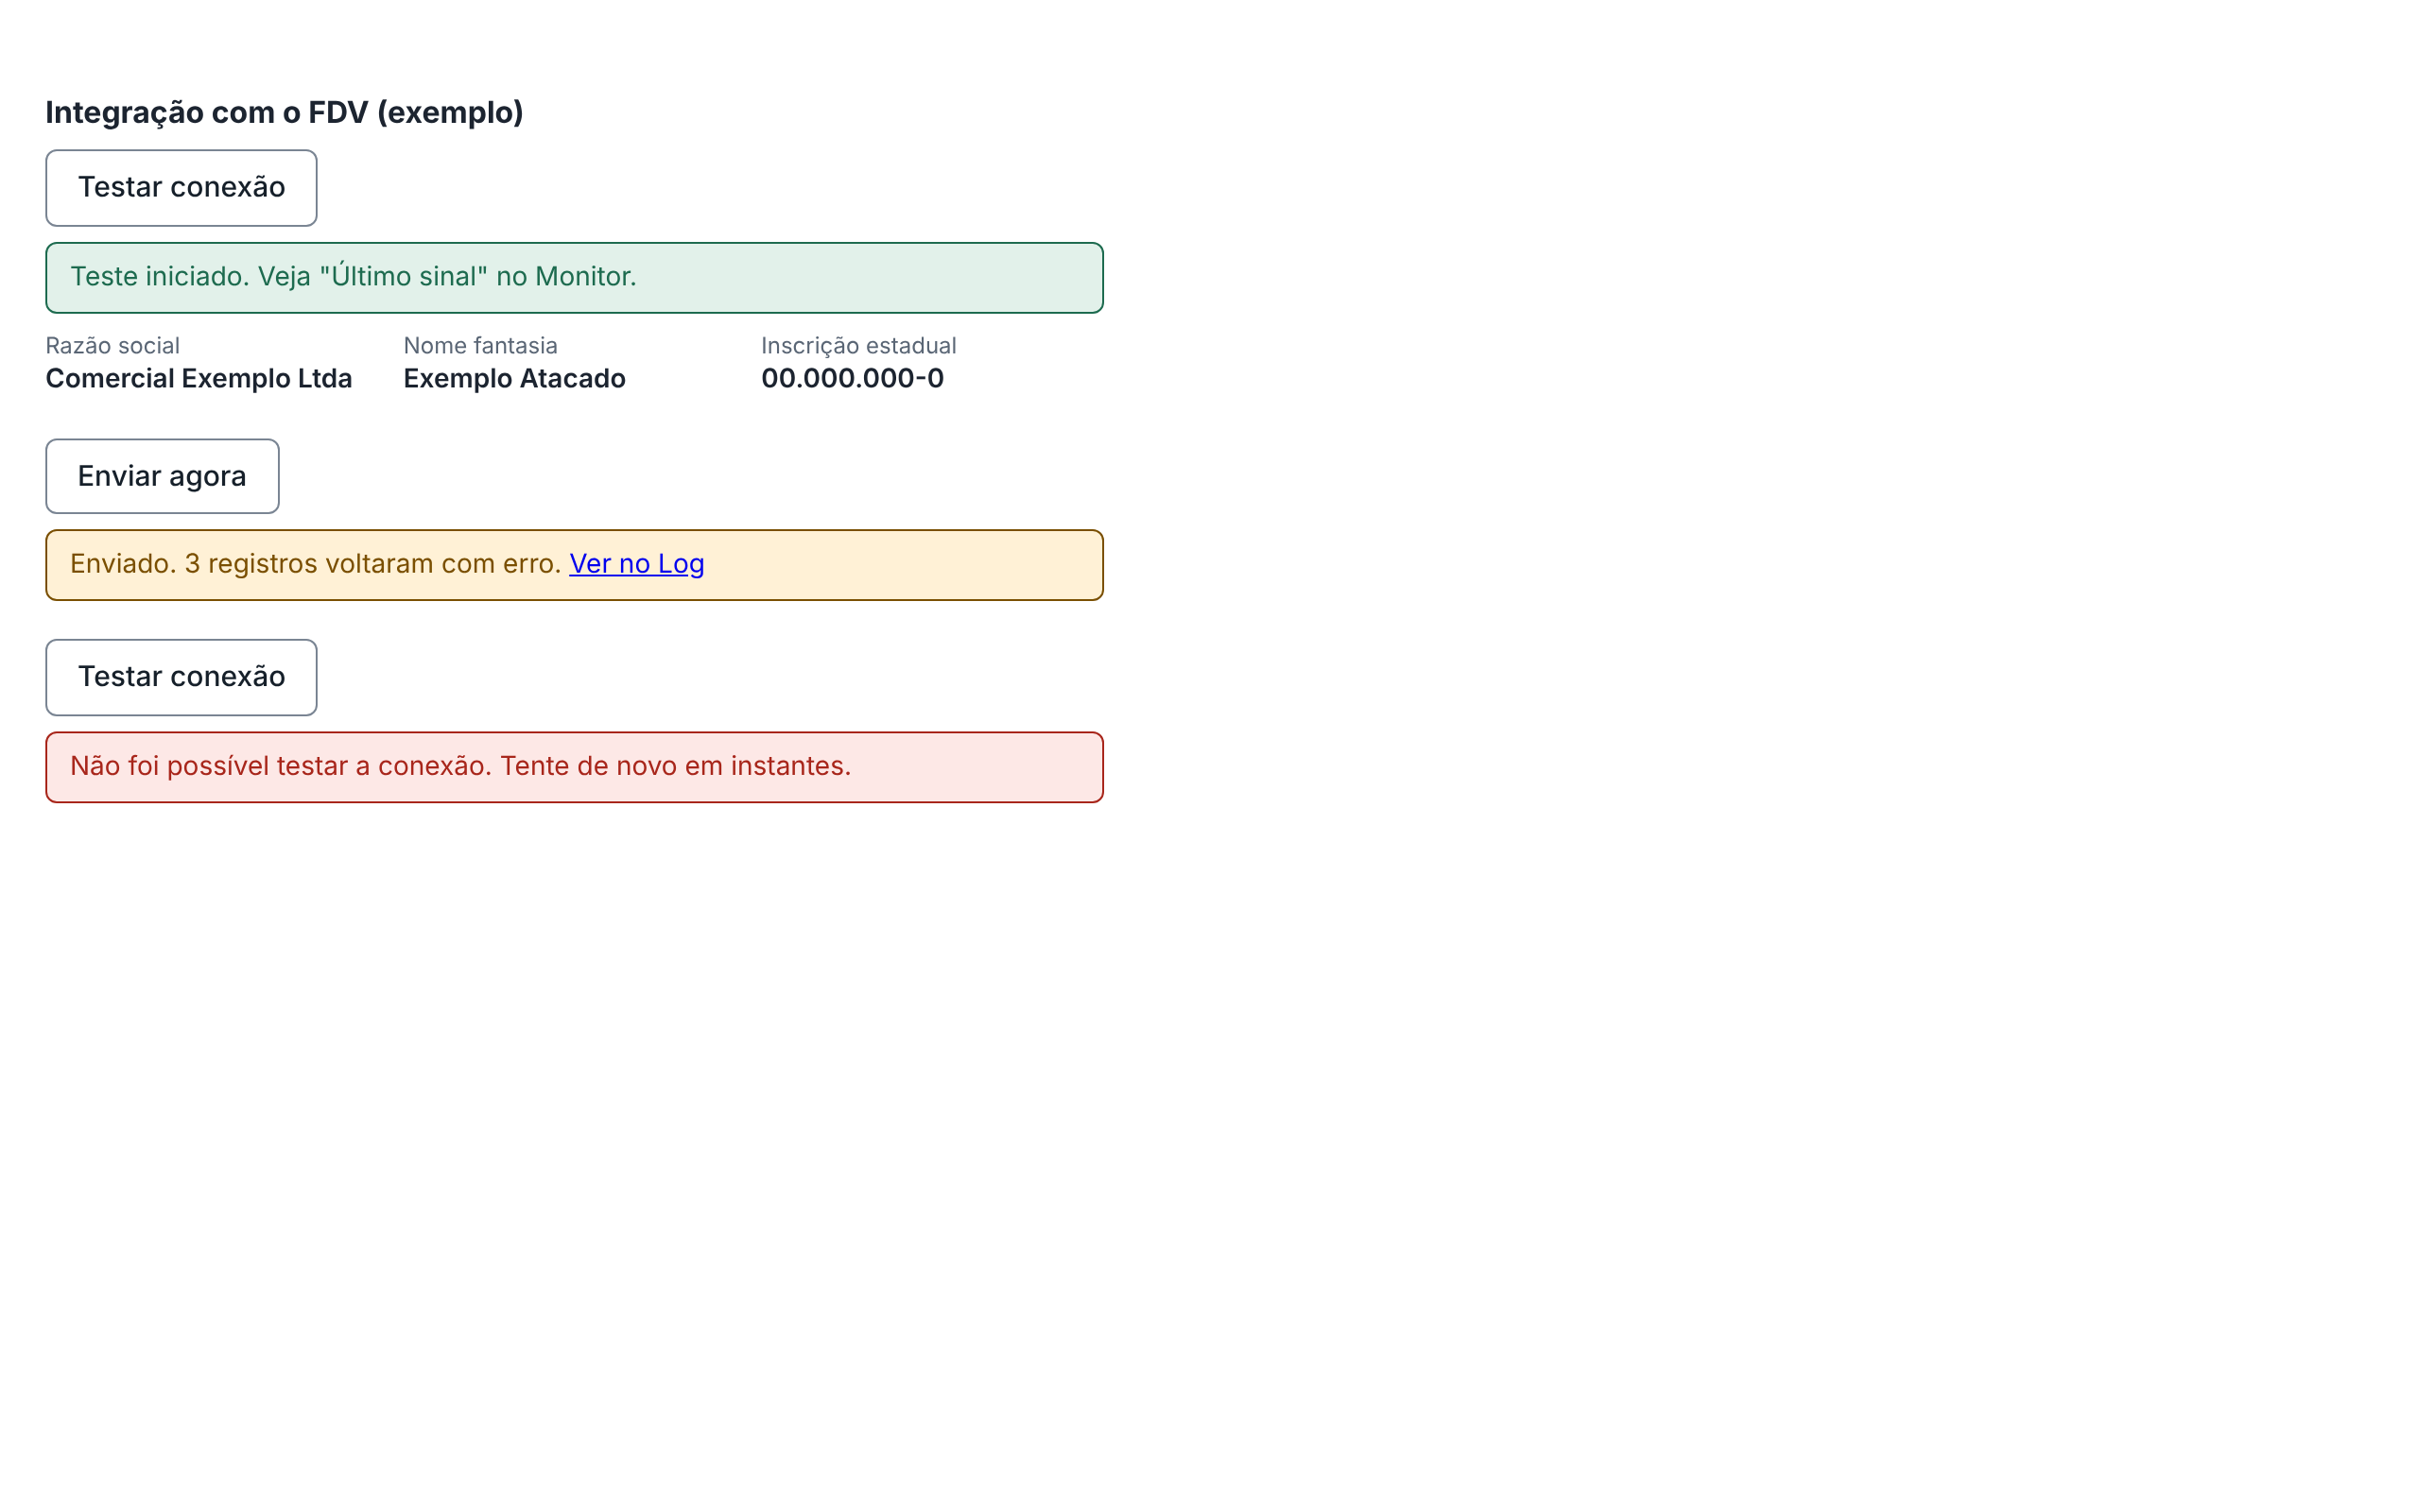 Integração com o FDV (exemplo)
Testar conexão
Teste iniciado. Veja "Último sinal" no Monitor.
Razão social Nome fantasia Inscrição estadual
Comercial Exemplo Ltda Exemplo Atacado 00.000.000-0
Enviar agora
Enviado. 3 registros voltaram com erro. Ver no Log
Testar conexão
Não foi possível testar a conexão. Tente de novo em instantes.